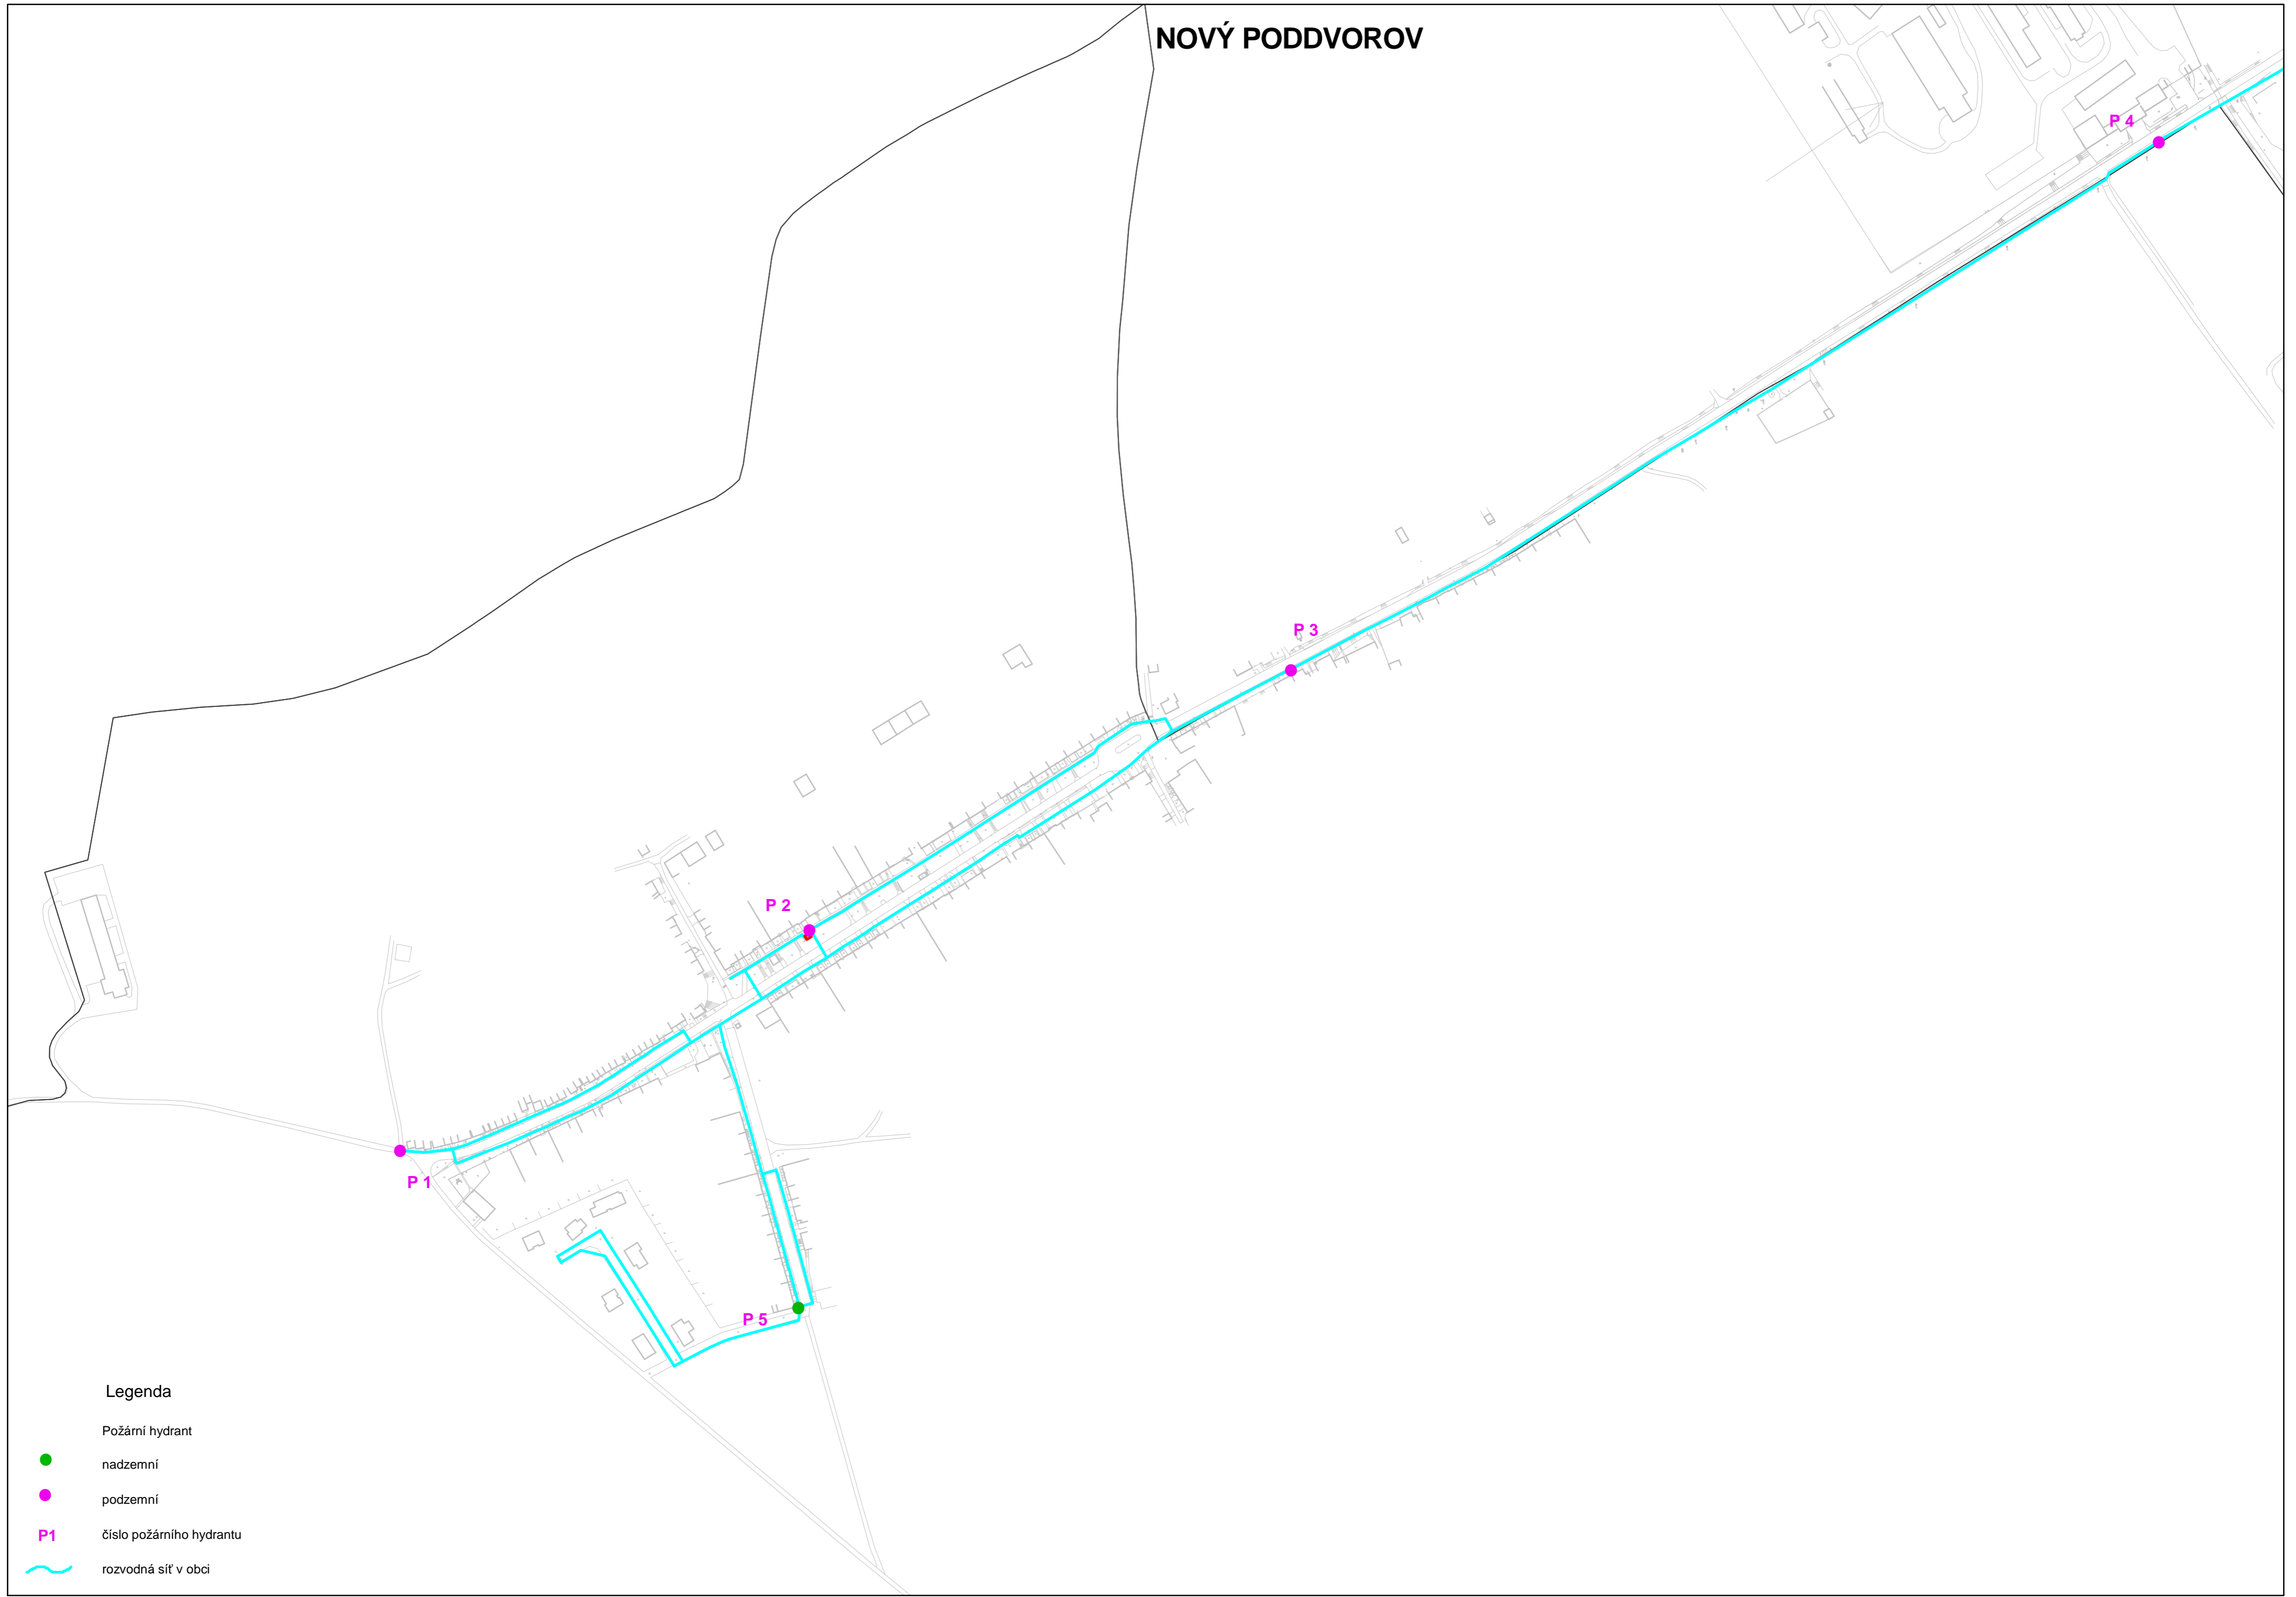 NOVÝ PODDVOROV
P 4
P 3
P 2
P 1
P 5
Legenda
Požární hydrant
nadzemní
podzemní
P1 číslo požárního hydrantu
rozvodná síť v obci